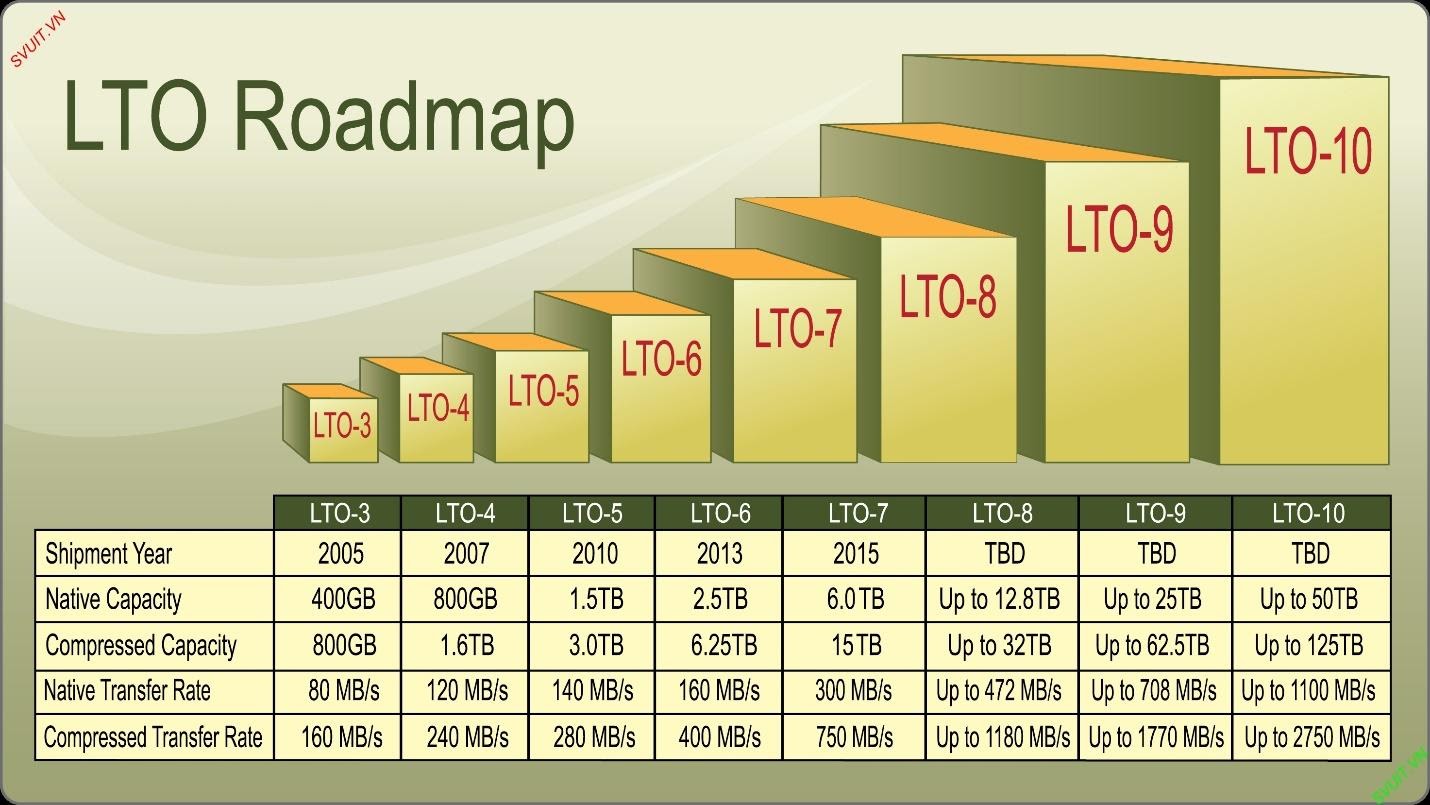 SVUIT.VN
LTO Roadmap
LTO-10
LTO-9
LTO-8
LTO-7
LTO-6
LTO-5
LTO-4
LTO-3
LTO-3 LTO-4 LTO-5 LTO-6 LTO-7 LTO-8 LTO-9 LTO-10
Shipment Year 2005 2007 2010 2013 2015 TBD TBD TBD
Native Capacity 400GB 800GB 1.5TB 2.5TB 6.0TB Up to 12.8TB Up to 25TB Up to 50TB
Compressed Capacity 800GB 1.6TB 3.0TB 6.25TB 15TB Up to 32TB Up to 62.5TB Up to 125TB
Native Transfer Rate 80 MB/s 120 MB/s 140 MB/s 160 MB/s 300 MB/s Up to 472 MB/s Up to 708 MB/s Up to 1100 MB/s
Compressed Transfer Rate 160 MB/s 240 MB/s 280 MB/s 400 MB/s 750 MB/s Up to 1180 MB/s Up to 1770 MB/s Up to 2750 MB/s
SVUIT.VN